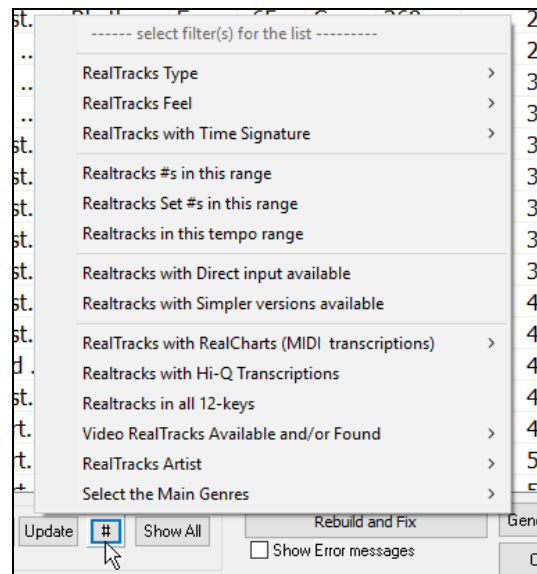 ------ select filter(s) for the list ---------
RealTracks Type
RealTracks Feel
RealTracks with Time Signature
Realtracks #s in this range
Realtracks Set #s in this range
Realtracks in this tempo range
Realtracks with Direct input available
Realtracks with Simpler versions available
RealTracks with RealCharts (MIDI transcriptions)
Realtracks with Hi-Q Transcriptions
Realtracks in all 12-keys
Video RealTracks Available and/or Found
RealTracks Artist
Select the Main Genres
Update # Show All Rebuild and Fix
Show Error messages